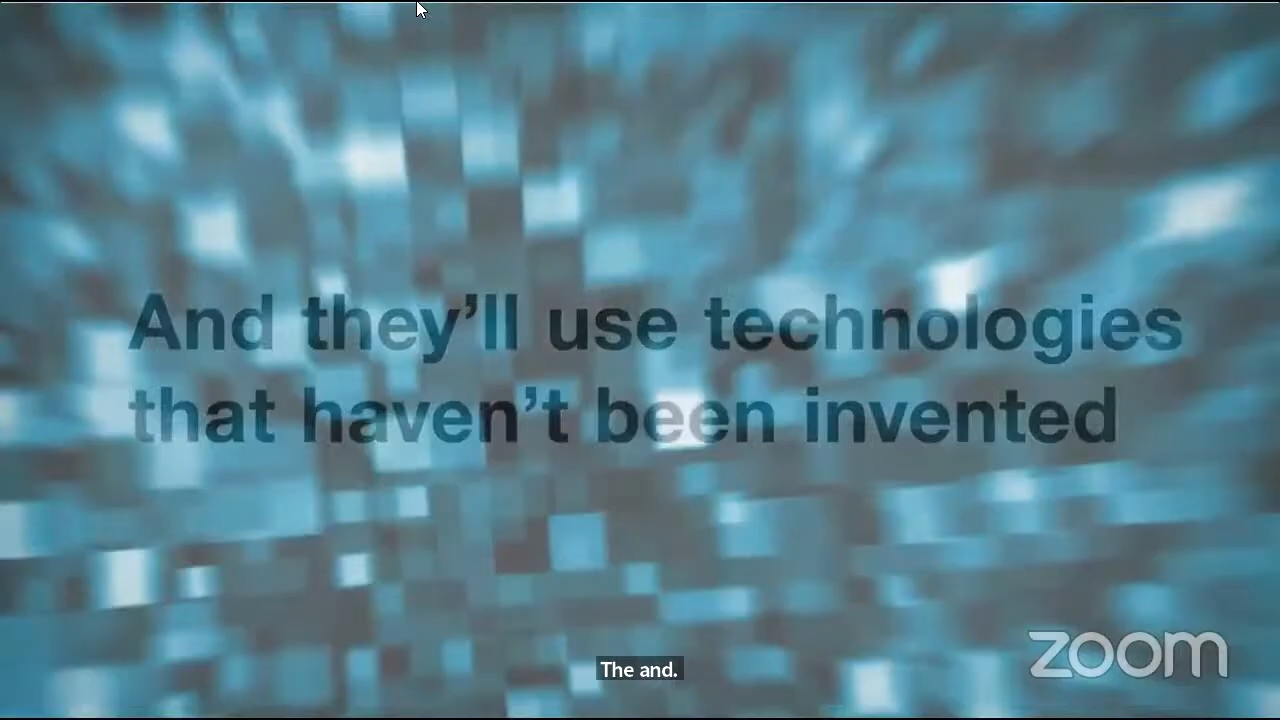 And they’ll use technologies
that haven’t been invented
zoom
The and.